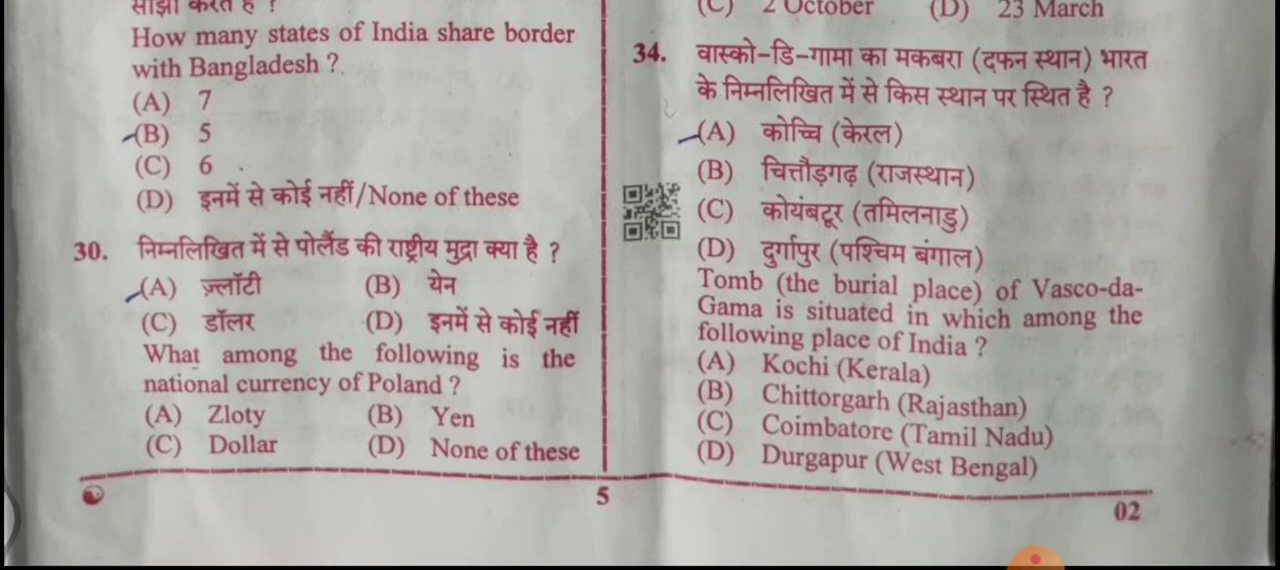 साझा करते हैं ?
How many states of India share border
with Bangladesh ?
(A) 7
(B) 5
(C) 6
(D) इनमें से कोई नहीं/None of these
30. निम्नलिखित में से पोलैंड की राष्ट्रीय मुद्रा क्या है ?
(A) ज़्लॉटी (B) येन
(C) डॉलर (D) इनमें से कोई नहीं
What among the following is the
national currency of Poland ?
(A) Zloty (B) Yen
(C) Dollar (D) None of these
(C) 2 October (D) 23 March
34. वास्को-डि-गामा का मकबरा (दफन स्थान) भारत
के निम्नलिखित में से किस स्थान पर स्थित है ?
(A) कोच्चि (केरल)
(B) चित्तौड़गढ़ (राजस्थान)
(C) कोयंबटूर (तमिलनाडु)
(D) दुर्गापुर (पश्चिम बंगाल)
Tomb (the burial place) of Vasco-da-
Gama is situated in which among the
following place of India ?
(A) Kochi (Kerala)
(B) Chittorgarh (Rajasthan)
(C) Coimbatore (Tamil Nadu)
(D) Durgapur (West Bengal)
5
02